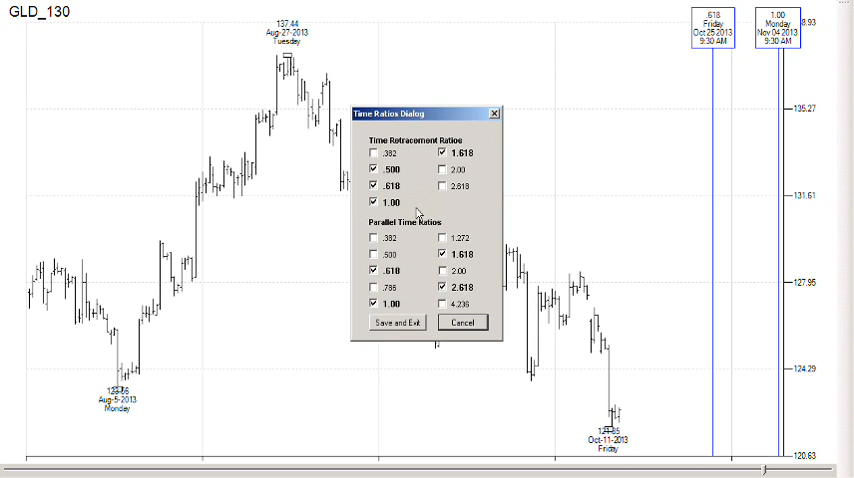 GLD_130
137.44
Aug-27-2013
Tuesday
.618
Friday
Oct 25 2013
9:30 AM
1.00
Monday
Nov 04 2013
9:30 AM
8.93
135.27
131.61
127.95
124.29
120.63
Time Ratios Dialog
Time Retracement Ratios
.382
1.618
.500
2.00
.618
2.618
1.00
Parallel Time Ratios
.382
1.272
.500
1.618
.618
2.00
.786
2.618
1.00
4.236
Save and Exit
Cancel
Aug-5-2013
Monday
Oct-11-2013
Friday